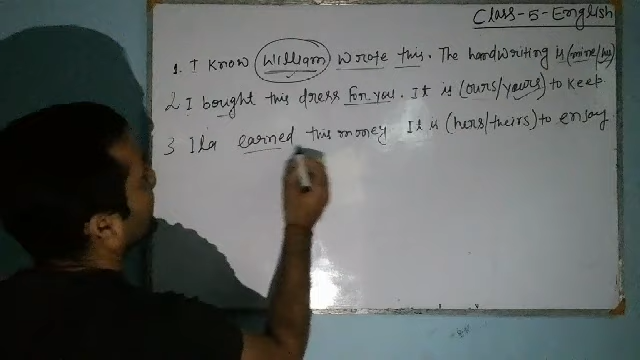 Class-5-English
1. I know William wrote this. The handwriting is (mine/his)
2 I bought this dress for you. It is (ours/yours) to keep
3 Ila earned this money It is (hers/theirs) to enjoy.